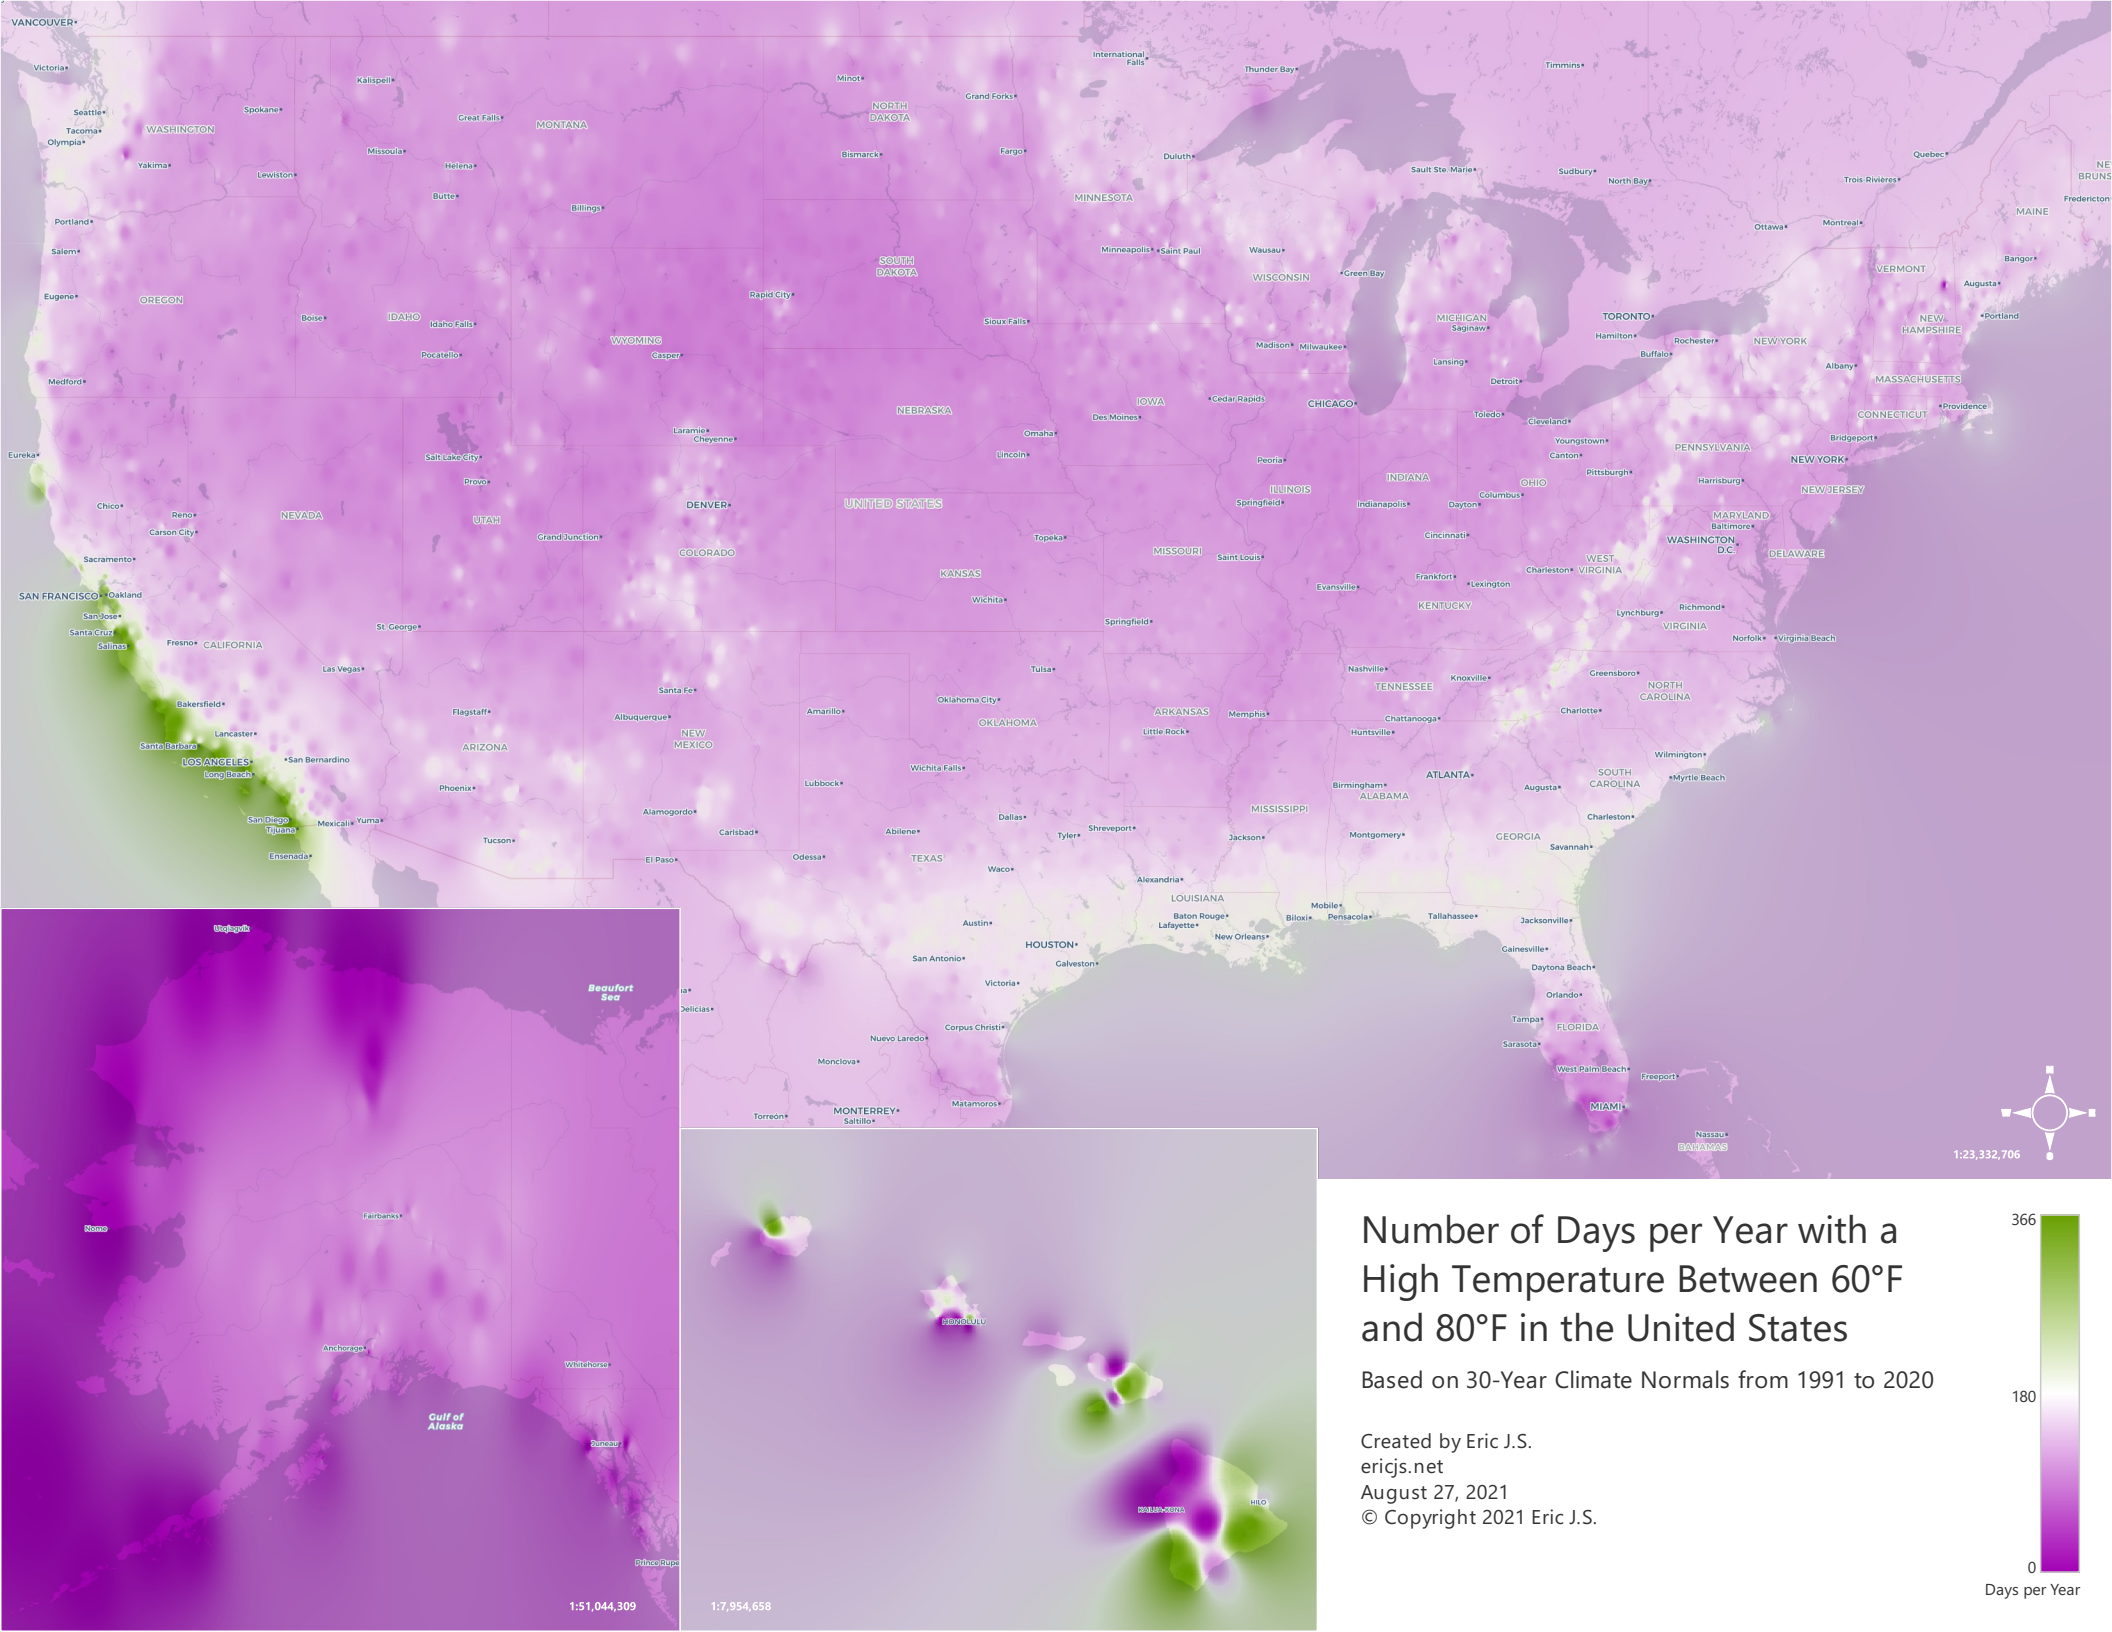 VANCOUVER
Victoria
Seattle
Tacoma
Olympia
WASHINGTON
Spokane
Yakima
Kalispell
Great Falls
MONTANA
Missoula
Helena
Lewiston
Butte
Billings
Minot
NORTH
DAKOTA
Grand Forks
Bismarck
Fargo
International
Falls
Thunder Bay
Timmins
Duluth
MINNESOTA
Sault Ste. Marie
Sudbury
North Bay
Quebec
Trois-Rivières
NE
BRUNS
Fredericton
MAINE
Ottawa
Montreal
Portland
Salem
Eugene
OREGON
Boise
IDAHO
Idaho Falls
Pocatello
Medford
WYOMING
Casper
SOUTH
DAKOTA
Rapid City
Sioux Falls
Minneapolis
Saint Paul
Wausau
WISCONSIN
Green Bay
MICHIGAN
Saginaw
Madison
Milwaukee
Lansing
Detroit
TORONTO
Hamilton
Buffalo
Rochester
NEW YORK
VERMONT
Bangor
Augusta
NEW
HAMPSHIRE
Portland
Albany
MASSACHUSETTS
CONNECTICUT
Providence
Bridgeport
NEW YORK
NEBRASKA
IOWA
Des Moines
Cedar Rapids
CHICAGO
Toledo
Cleveland
Youngstown
Canton
Pittsburgh
PENNSYLVANIA
Harrisburg
NEW JERSEY
Eureka
Laramie
Cheyenne
Salt Lake City
Provo
Omaha
Lincoln
Peoria
ILLINOIS
Springfield
INDIANA
Indianapolis
OHIO
Columbus
Dayton
Cincinnati
MARYLAND
Baltimore
WASHINGTON
D.C.
DELAWARE
Chico
Reno
Carson City
NEVADA
UTAH
Grand Junction
DENVER
COLORADO
UNITED STATES
Topeka
KANSAS
Wichita
MISSOURI
Saint Louis
Evansville
Frankfort
Lexington
KENTUCKY
Charleston
WEST
VIRGINIA
Lynchburg
Richmond
VIRGINIA
Norfolk
Virginia Beach
Sacramento
SAN FRANCISCO
Oakland
San Jose
Santa Cruz
Salinas
Fresno
CALIFORNIA
St. George
Las Vegas
Bakersfield
Lancaster
Santa Barbara
LOS ANGELES
Long Beach
San Bernardino
San Diego
Tijuana
Mexicali
Yuma
Ensenada
Flagstaff
ARIZONA
Phoenix
Tucson
Santa Fe
Albuquerque
NEW
MEXICO
Alamogordo
Carlsbad
El Paso
Amarillo
Lubbock
Odessa
Springfield
Tulsa
Oklahoma City
OKLAHOMA
Wichita Falls
Abilene
Dallas
TEXAS
Waco
Tyler
Shreveport
Austin
HOUSTON
San Antonio
Galveston
Victoria
Corpus Christi
Nuevo Laredo
Monclova
Matamoros
MONTERREY
Saltillo
Torreón
Delicias
ua
ARKANSAS
Little Rock
Memphis
Nashville
TENNESSEE
Knoxville
Chattanooga
Huntsville
Greensboro
NORTH
CAROLINA
Charlotte
Wilmington
SOUTH
CAROLINA
Myrtle Beach
ATLANTA
Augusta
Birmingham
ALABAMA
MISSISSIPPI
Jackson
Montgomery
GEORGIA
Charleston
Savannah
Alexandria
LOUISIANA
Baton Rouge
Lafayette
New Orleans
Mobile
Biloxi
Pensacola
Tallahassee
Jacksonville
Gainesville
Daytona Beach
Orlando
Tampa
FLORIDA
Sarasota
West Palm Beach
Freeport
MIAMI
Nassau
BAHAMAS
1:23,332,706
Utqiagvik
Beaufort
Sea
Nome
Fairbanks
Anchorage
Whitehorse
Gulf of
Alaska
Juneau
Prince Rupe
1:51,044,309
HONOLULU
KAILUA-KONA
HILO
1:7,954,658
Number of Days per Year with a
High Temperature Between 60°F
and 80°F in the United States
Based on 30-Year Climate Normals from 1991 to 2020
Created by Eric J.S.
ericjs.net
August 27, 2021
© Copyright 2021 Eric J.S.
366
180
0
Days per Year